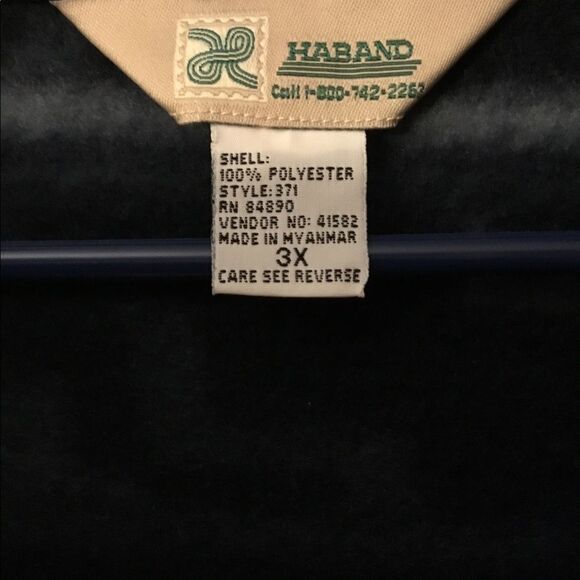 HABAND
Call 1-800-742-2263
SHELL:
100% POLYESTER
STYLE:371
RN 84890
VENDOR NO: 41582
MADE IN MYANMAR
3X
CARE SEE REVERSE